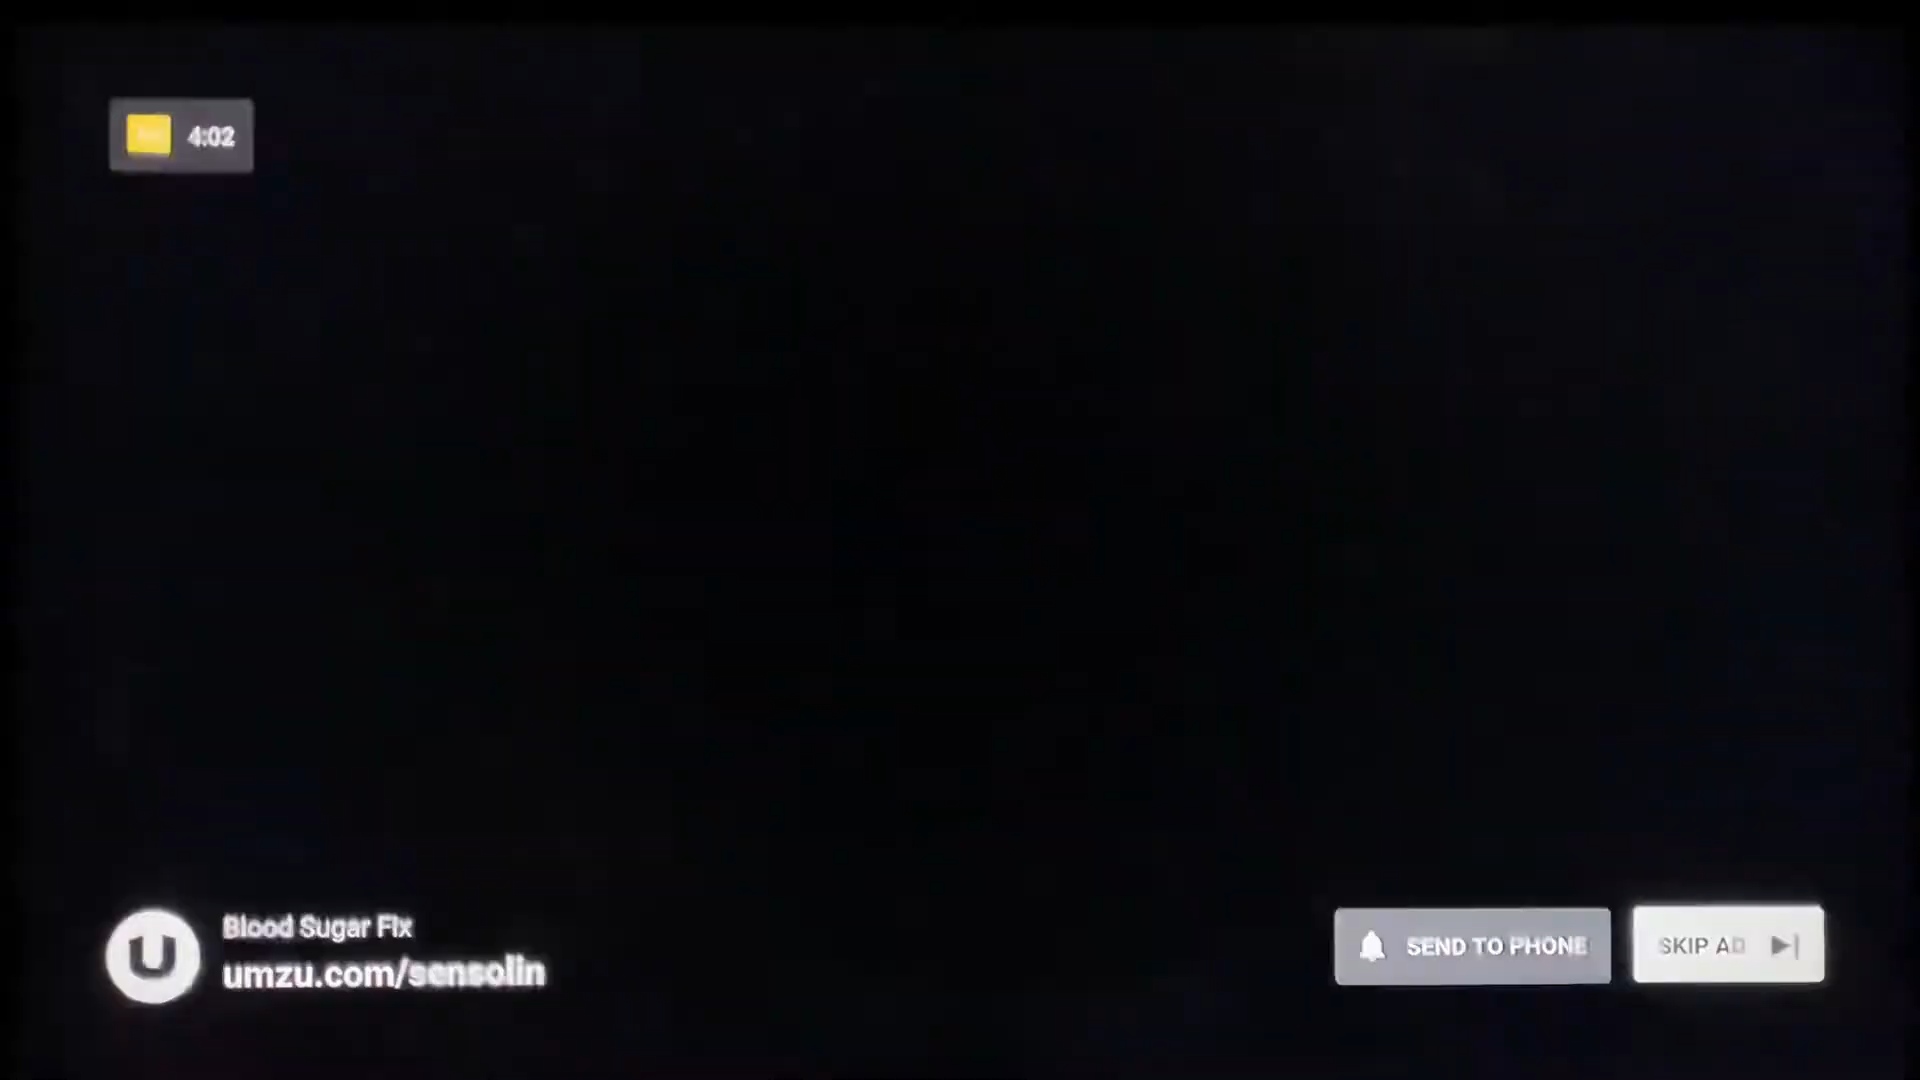 4:02
Blood Sugar Fix
umzu.com/sensolin
SEND TO PHONE
SKIP AD